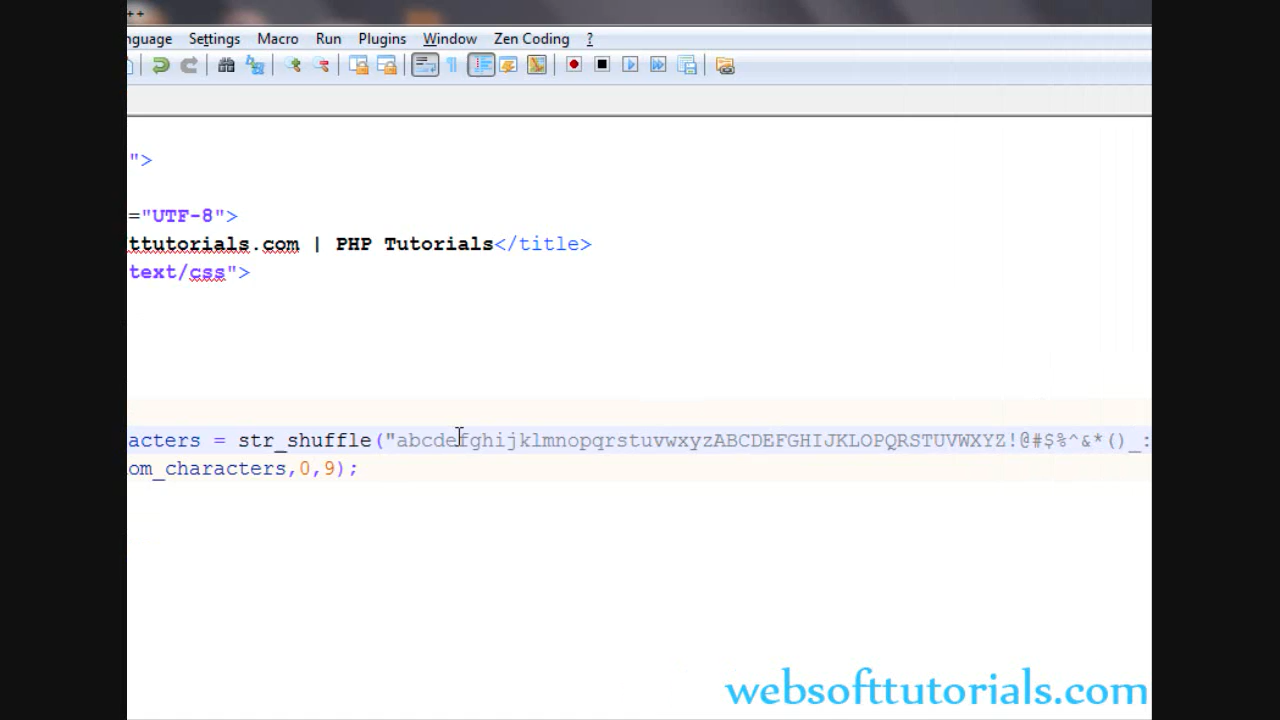 ++
nguage Settings Macro Run Plugins Window Zen Coding ?
">
="UTF-8">
ttutorials.com | PHP Tutorials</title>
text/css">
acters = str_shuffle("abcdefghijklmnopqrstuvwxyzABCDEFGHIJKLOPQRSTUVWXYZ!@#$%^&*()_:
om_characters,0,9);
websofttutorials.com